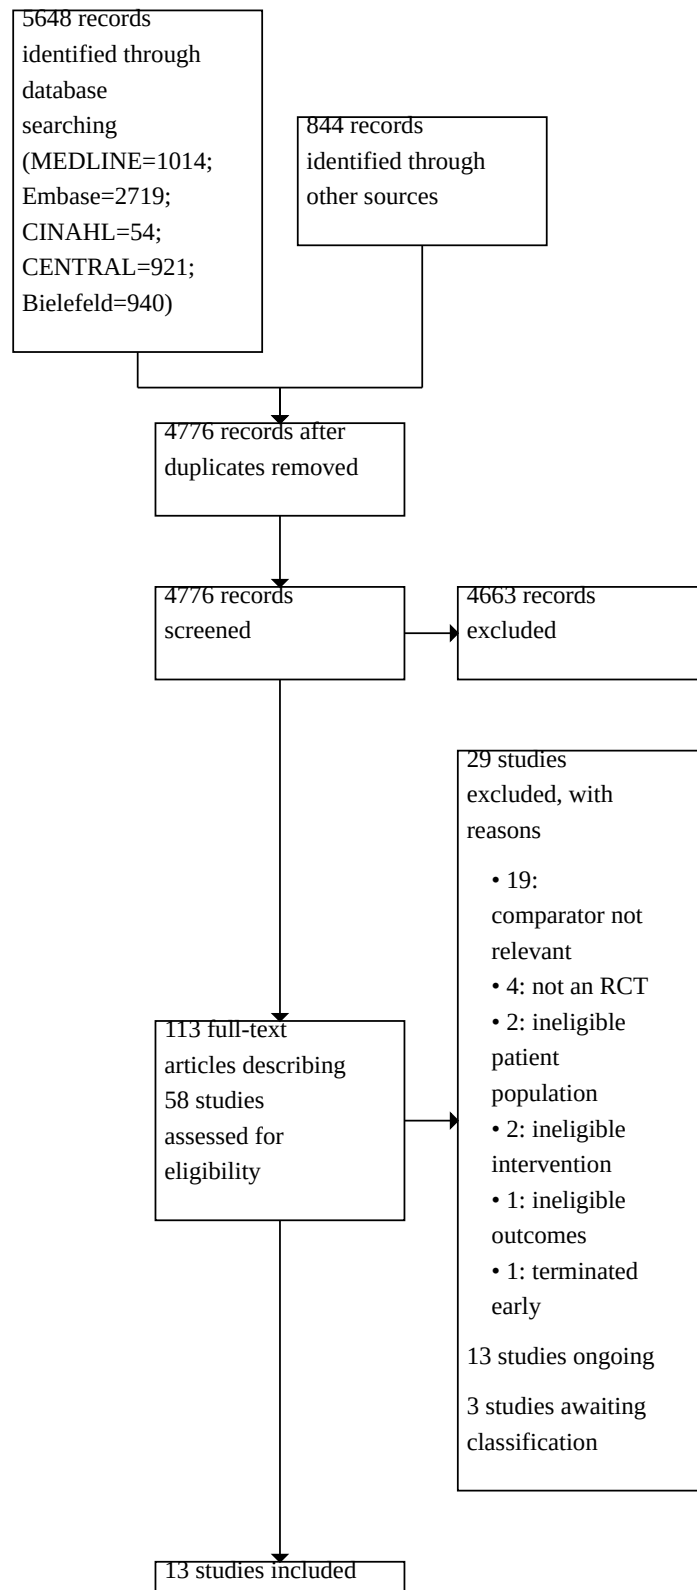 5648 records
identified through
database
searching
(MEDLINE=1014;
Embase=2719;
CINAHL=54;
CENTRAL=921;
Bielefeld=940)
844 records
identified through
other sources
4776 records after
duplicates removed
4776 records
screened
4663 records
excluded
113 full-text
articles describing
58 studies
assessed for
eligibility
29 studies
excluded, with
reasons
• 19:
comparator not
relevant
• 4: not an RCT
• 2: ineligible
patient
population
• 2: ineligible
intervention
• 1: ineligible
outcomes
• 1: terminated
early
13 studies ongoing
3 studies awaiting
classification
13 studies included